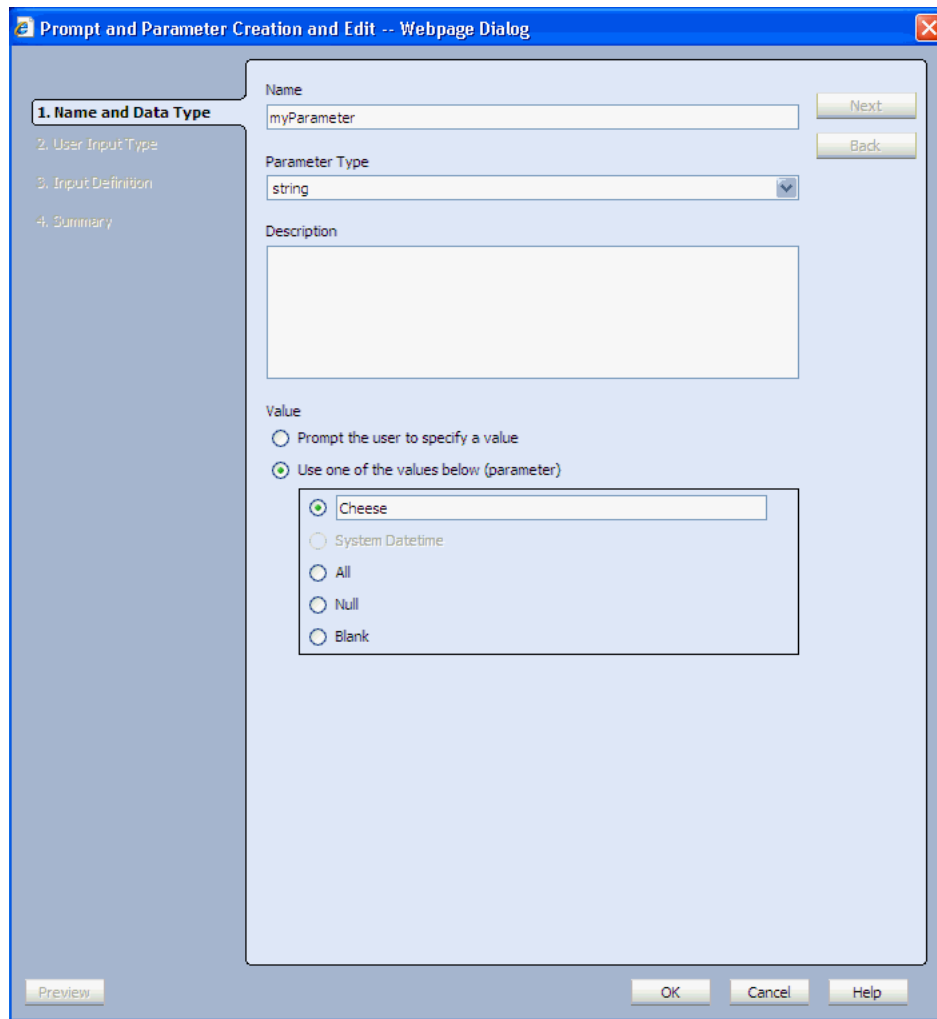 Prompt and Parameter Creation and Edit -- Webpage Dialog
1. Name and Data Type
2. User Input Type
3. Input Definition
4. Summary
Name
myParameter
Next
Back
Parameter Type
string
Description
Value
Prompt the user to specify a value
Use one of the values below (parameter)
Cheese
System Datetime
All
Null
Blank
Preview
OK
Cancel
Help